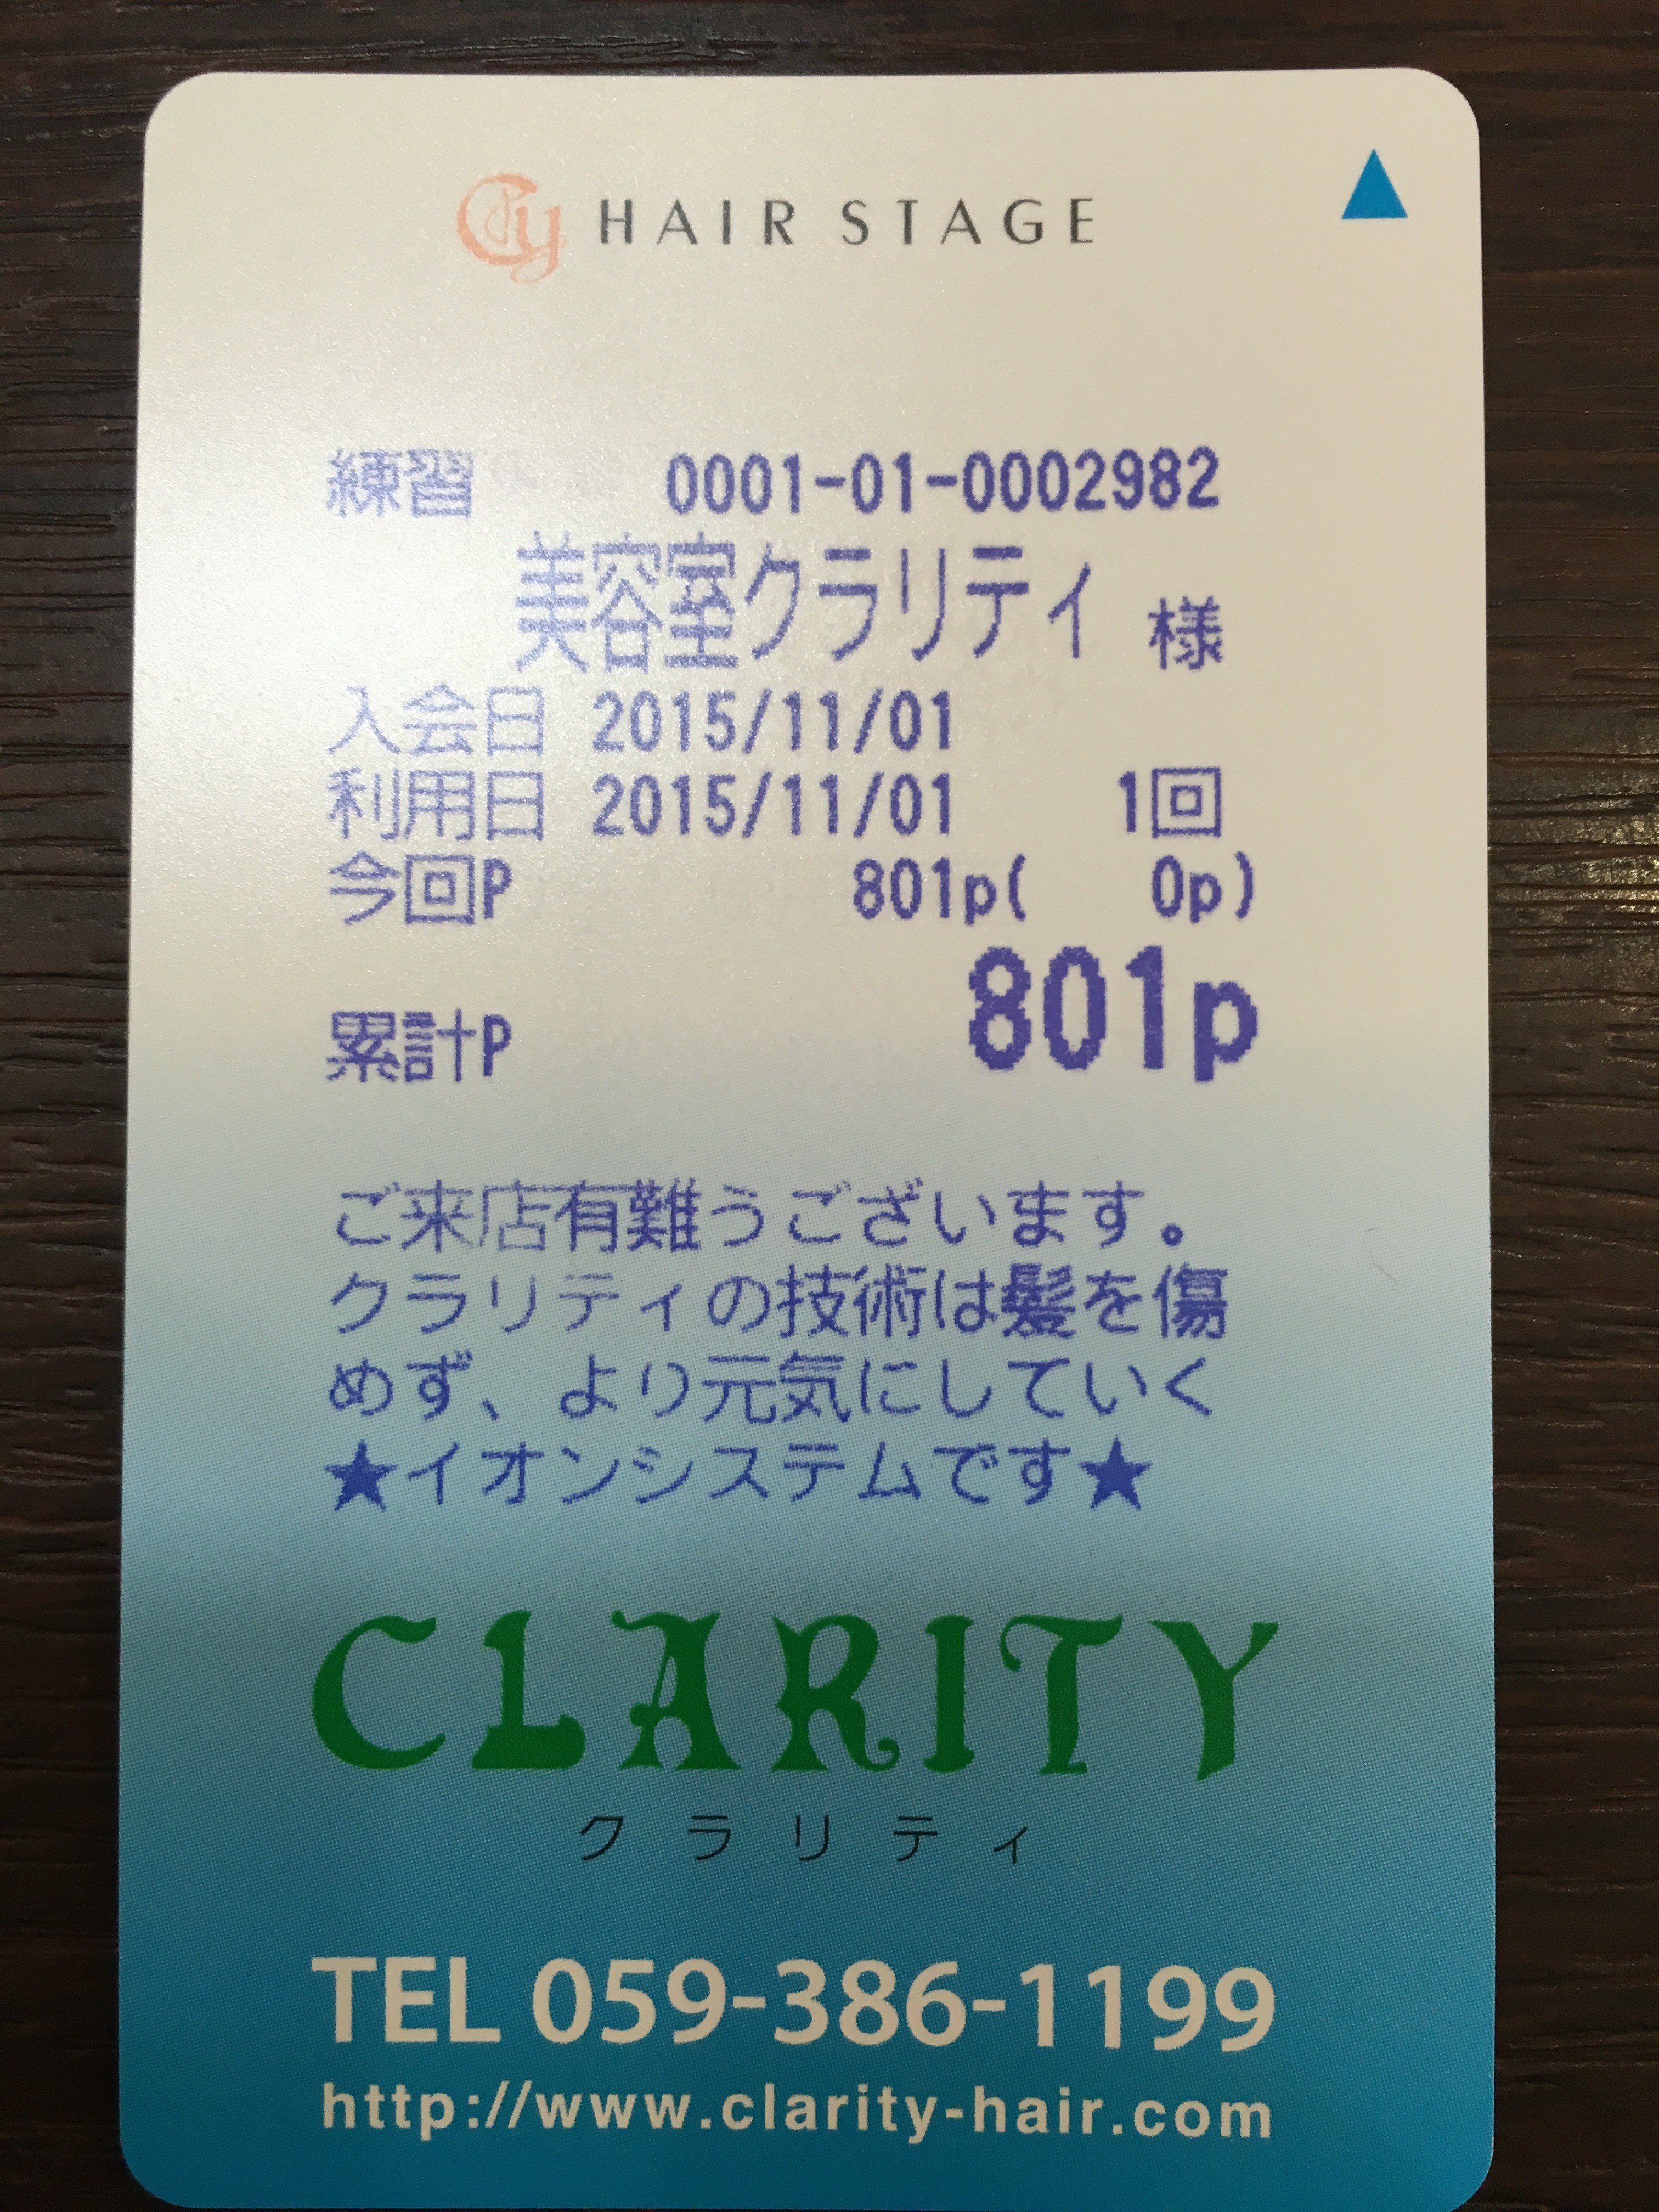 Cy HAIR STAGE
練習 0001-01-0002982
美容室クラリティ 様
入会日 2015/11/01
利用日 2015/11/01 1回
今回P 801p( 0p)
累計P 801p
ご来店有難うございます。
クラリティの技術は髪を傷
めず、より元気にしていく
★イオンシステムです★
CLARITY
クラリティ
TEL 059-386-1199
http://www.clarity-hair.com